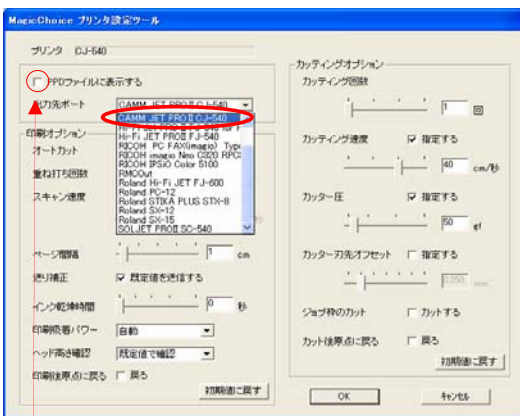 MagicChoice プリンタ設定ツール
プリンタ CJ-540
PPDファイルに表示する
出力先ポート CAMM JET PROⅡ CJ-540
CAMM JET PROⅡ CJ-540
Hi-Fi JET PROⅡ FJ-540
RICOH PC FAX(imagio) Type
RICOH imagio Neo C320 RPC
RICOH IPSiO Color 5100
RMCOut
Roland Hi-Fi JET FJ-600
Roland PC-12
Roland STIKA PLUS STX-8
Roland SX-12
Roland SX-15
SOLJET PROⅡ SC-540
印刷オプション
オートカット
重ね打ち回数
スキャン速度
秒
ページ間隔 1 cm
送り補正 既定値を送信する
インク乾燥時間 0 秒
印刷吸着パワー 自動
ヘッド高さ確認 既定値で確認
印刷後原点に戻る 戻る
初期値に戻す
カッティングオプション
カッティング回数
1 回
カッティング速度 指定する
40 cm/秒
カッター圧 指定する
50 gf
カッター刃先オフセット 指定する
0.250 mm
ジョブ枠のカット カットする
カット後原点に戻る 戻る
初期値に戻す
OK キャンセル